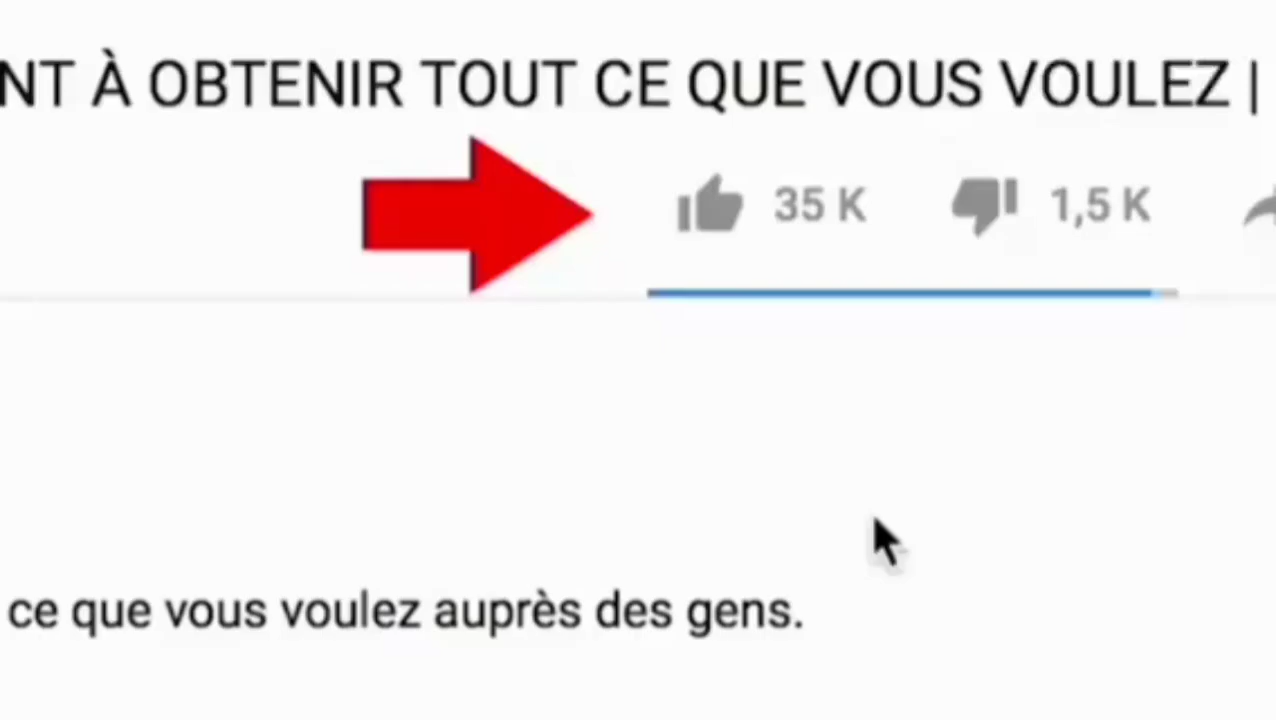 NT À OBTENIR TOUT CE QUE VOUS VOULEZ |
35 K 1,5 K
ce que vous voulez auprès des gens.